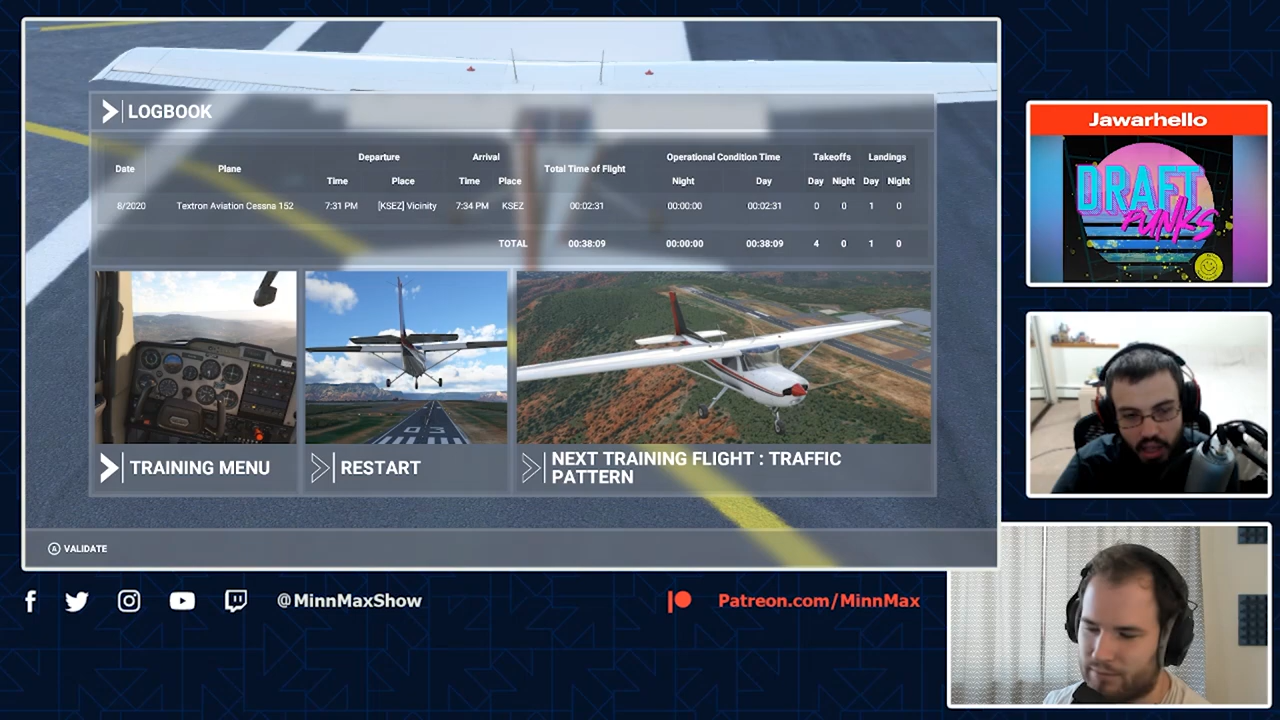 LOGBOOK
Date Plane Departure Arrival Total Time of Flight Operational Condition Time Takeoffs Landings
Time Place Time Place Night Day Day Night Day Night
8/2020 Textron Aviation Cessna 152 7:31 PM [KSEZ] Vicinity 7:34 PM KSEZ 00:02:31 00:00:00 00:02:31 0 0 1 0
TOTAL 00:38:09 00:00:00 00:38:09 4 0 1 0
TRAINING MENU
RESTART
NEXT TRAINING FLIGHT : TRAFFIC
PATTERN
A VALIDATE
Jawarhello
DRAFT
PUNKS
03
@MinnMaxShow
Patreon.com/MinnMax